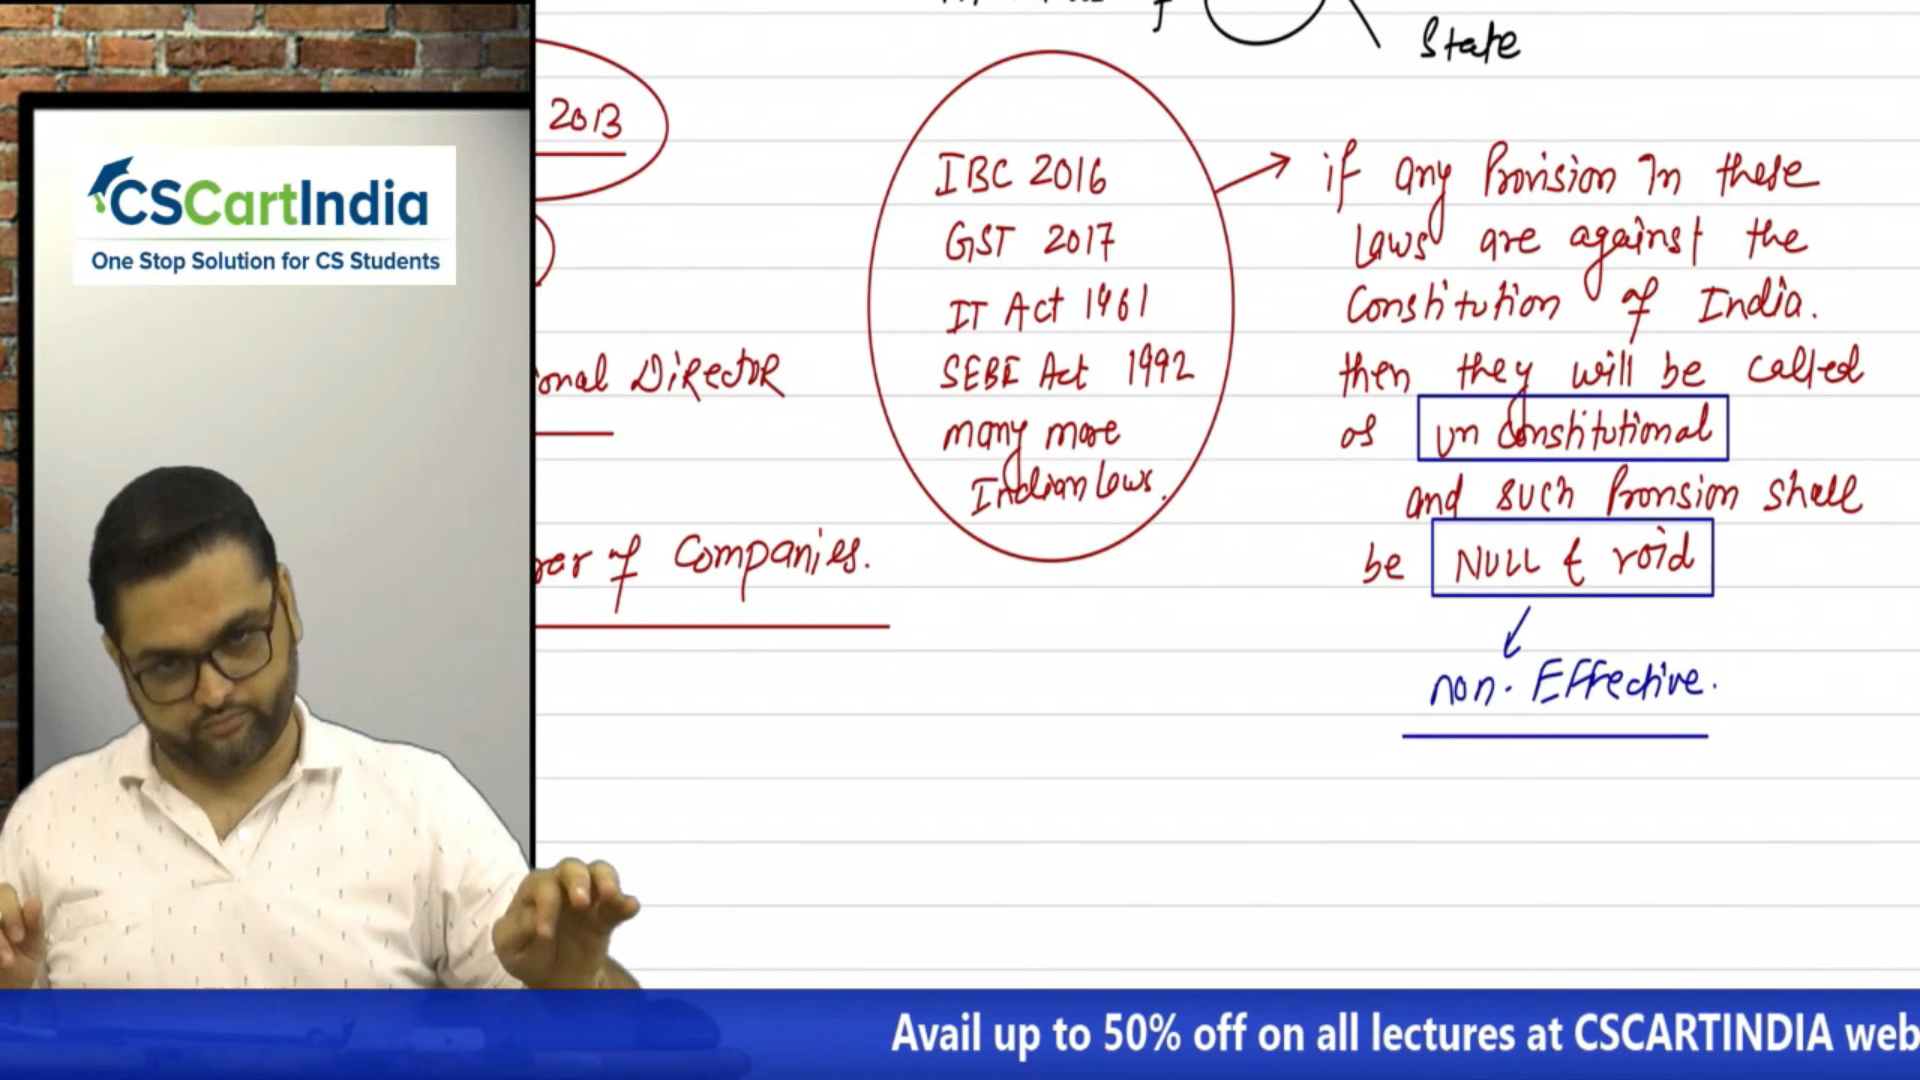 State
2013
CSCartIndia
One Stop Solution for CS Students
IBC 2016
GST 2017
IT Act 1961
SEBI Act 1992
many more
Indian Laws.
if any Provision in these
Laws are against the
Constitution of India.
then they will be called
as un constitutional
and such Provision shall
be NULL & void
non-Effective.
onal Director
of Companies.
Avail up to 50% off on all lectures at CSCARTINDIA web